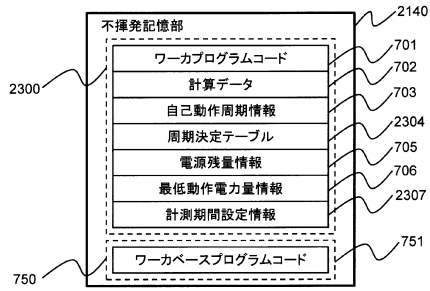 2140
不揮発記憶部
2300
ワーカプログラムコード
701
計算データ
702
自己動作周期情報
703
周期決定テーブル
2304
電源残量情報
705
最低動作電力量情報
706
計測期間設定情報
2307
750
ワーカベースプログラムコード
751